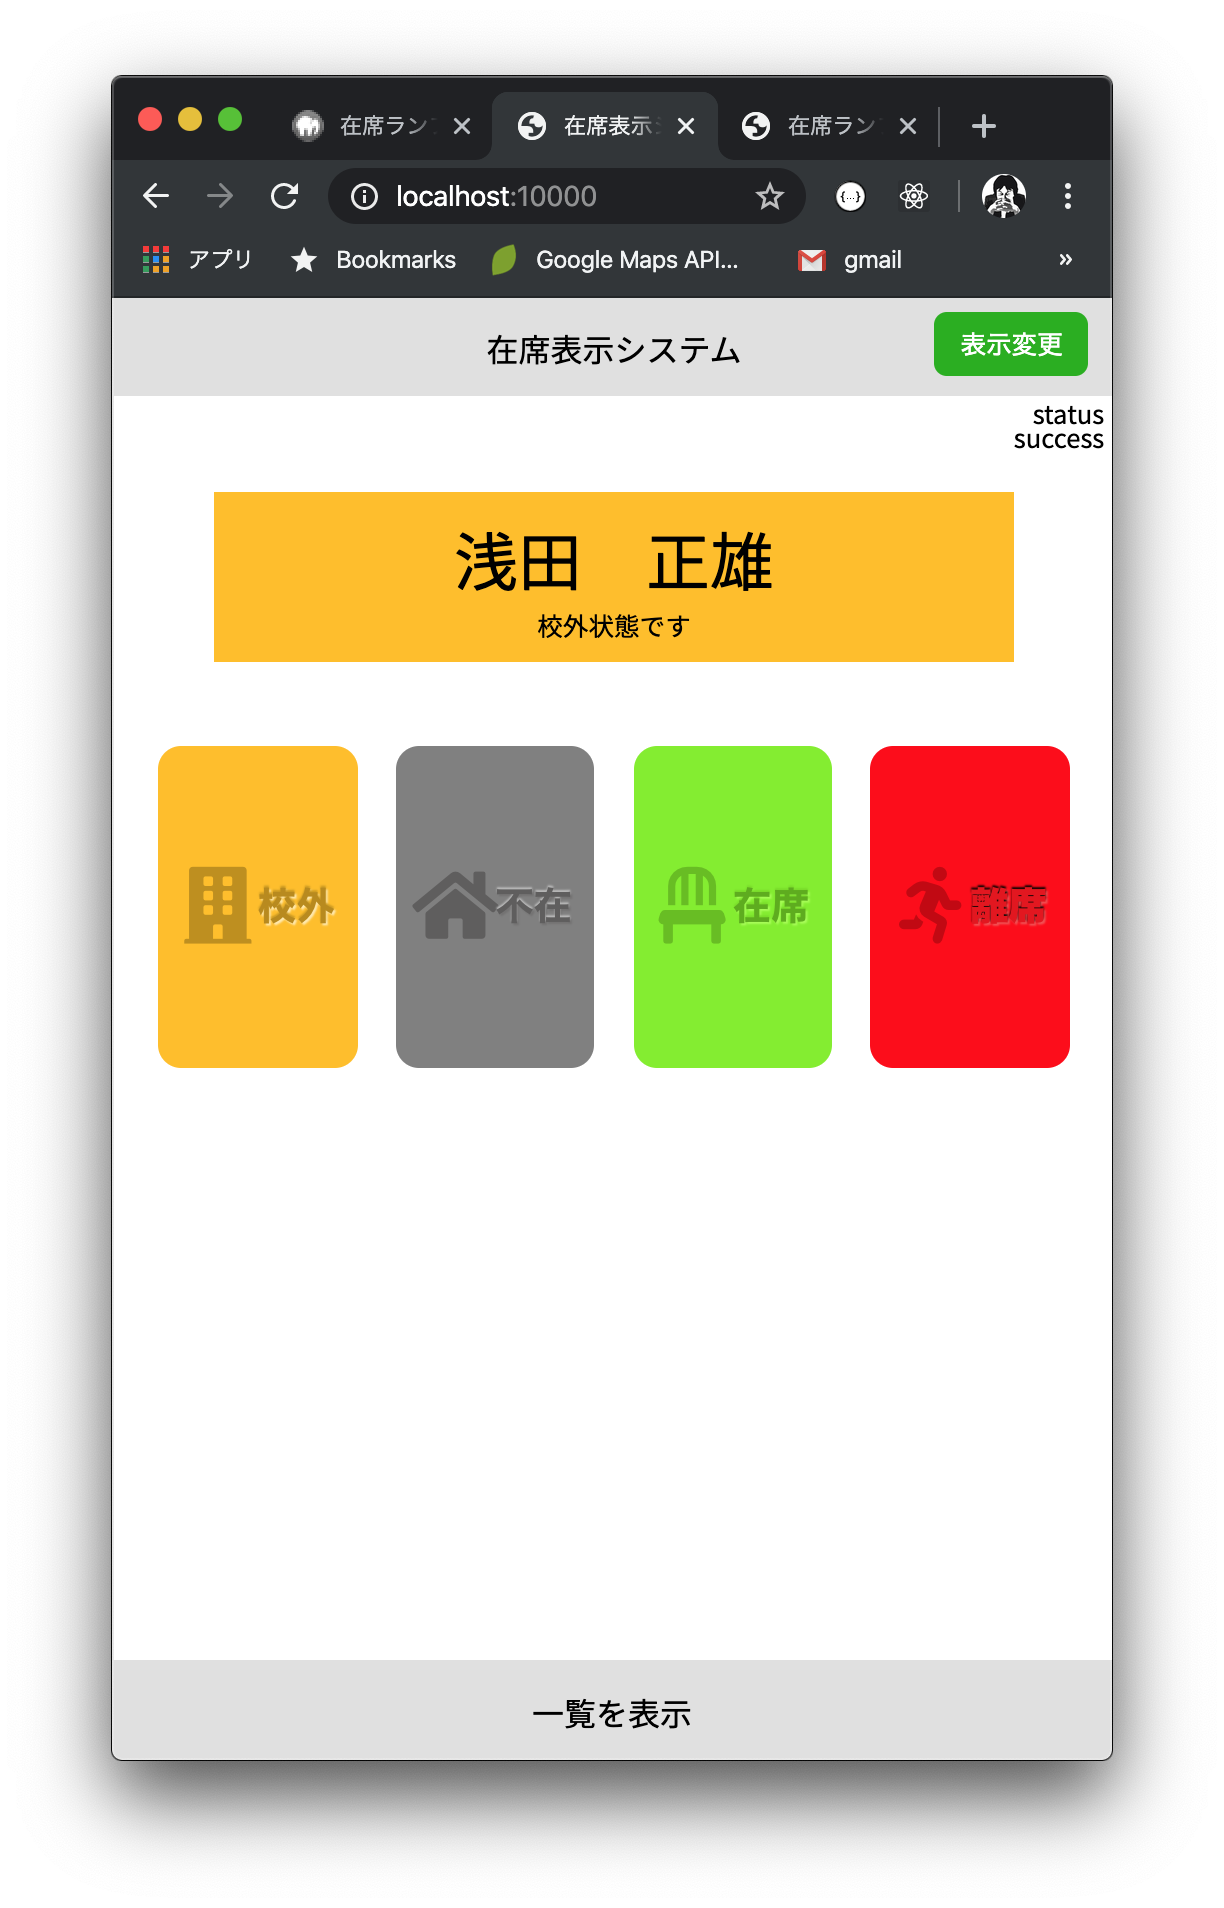 在席ラン
在席表示
在席ラン
localhost:10000
アプリ
Bookmarks
Google Maps API...
gmail
»
在席表示システム
表示変更
status
success
浅田　正雄
校外状態です
校外
不在
在席
離席
一覧を表示